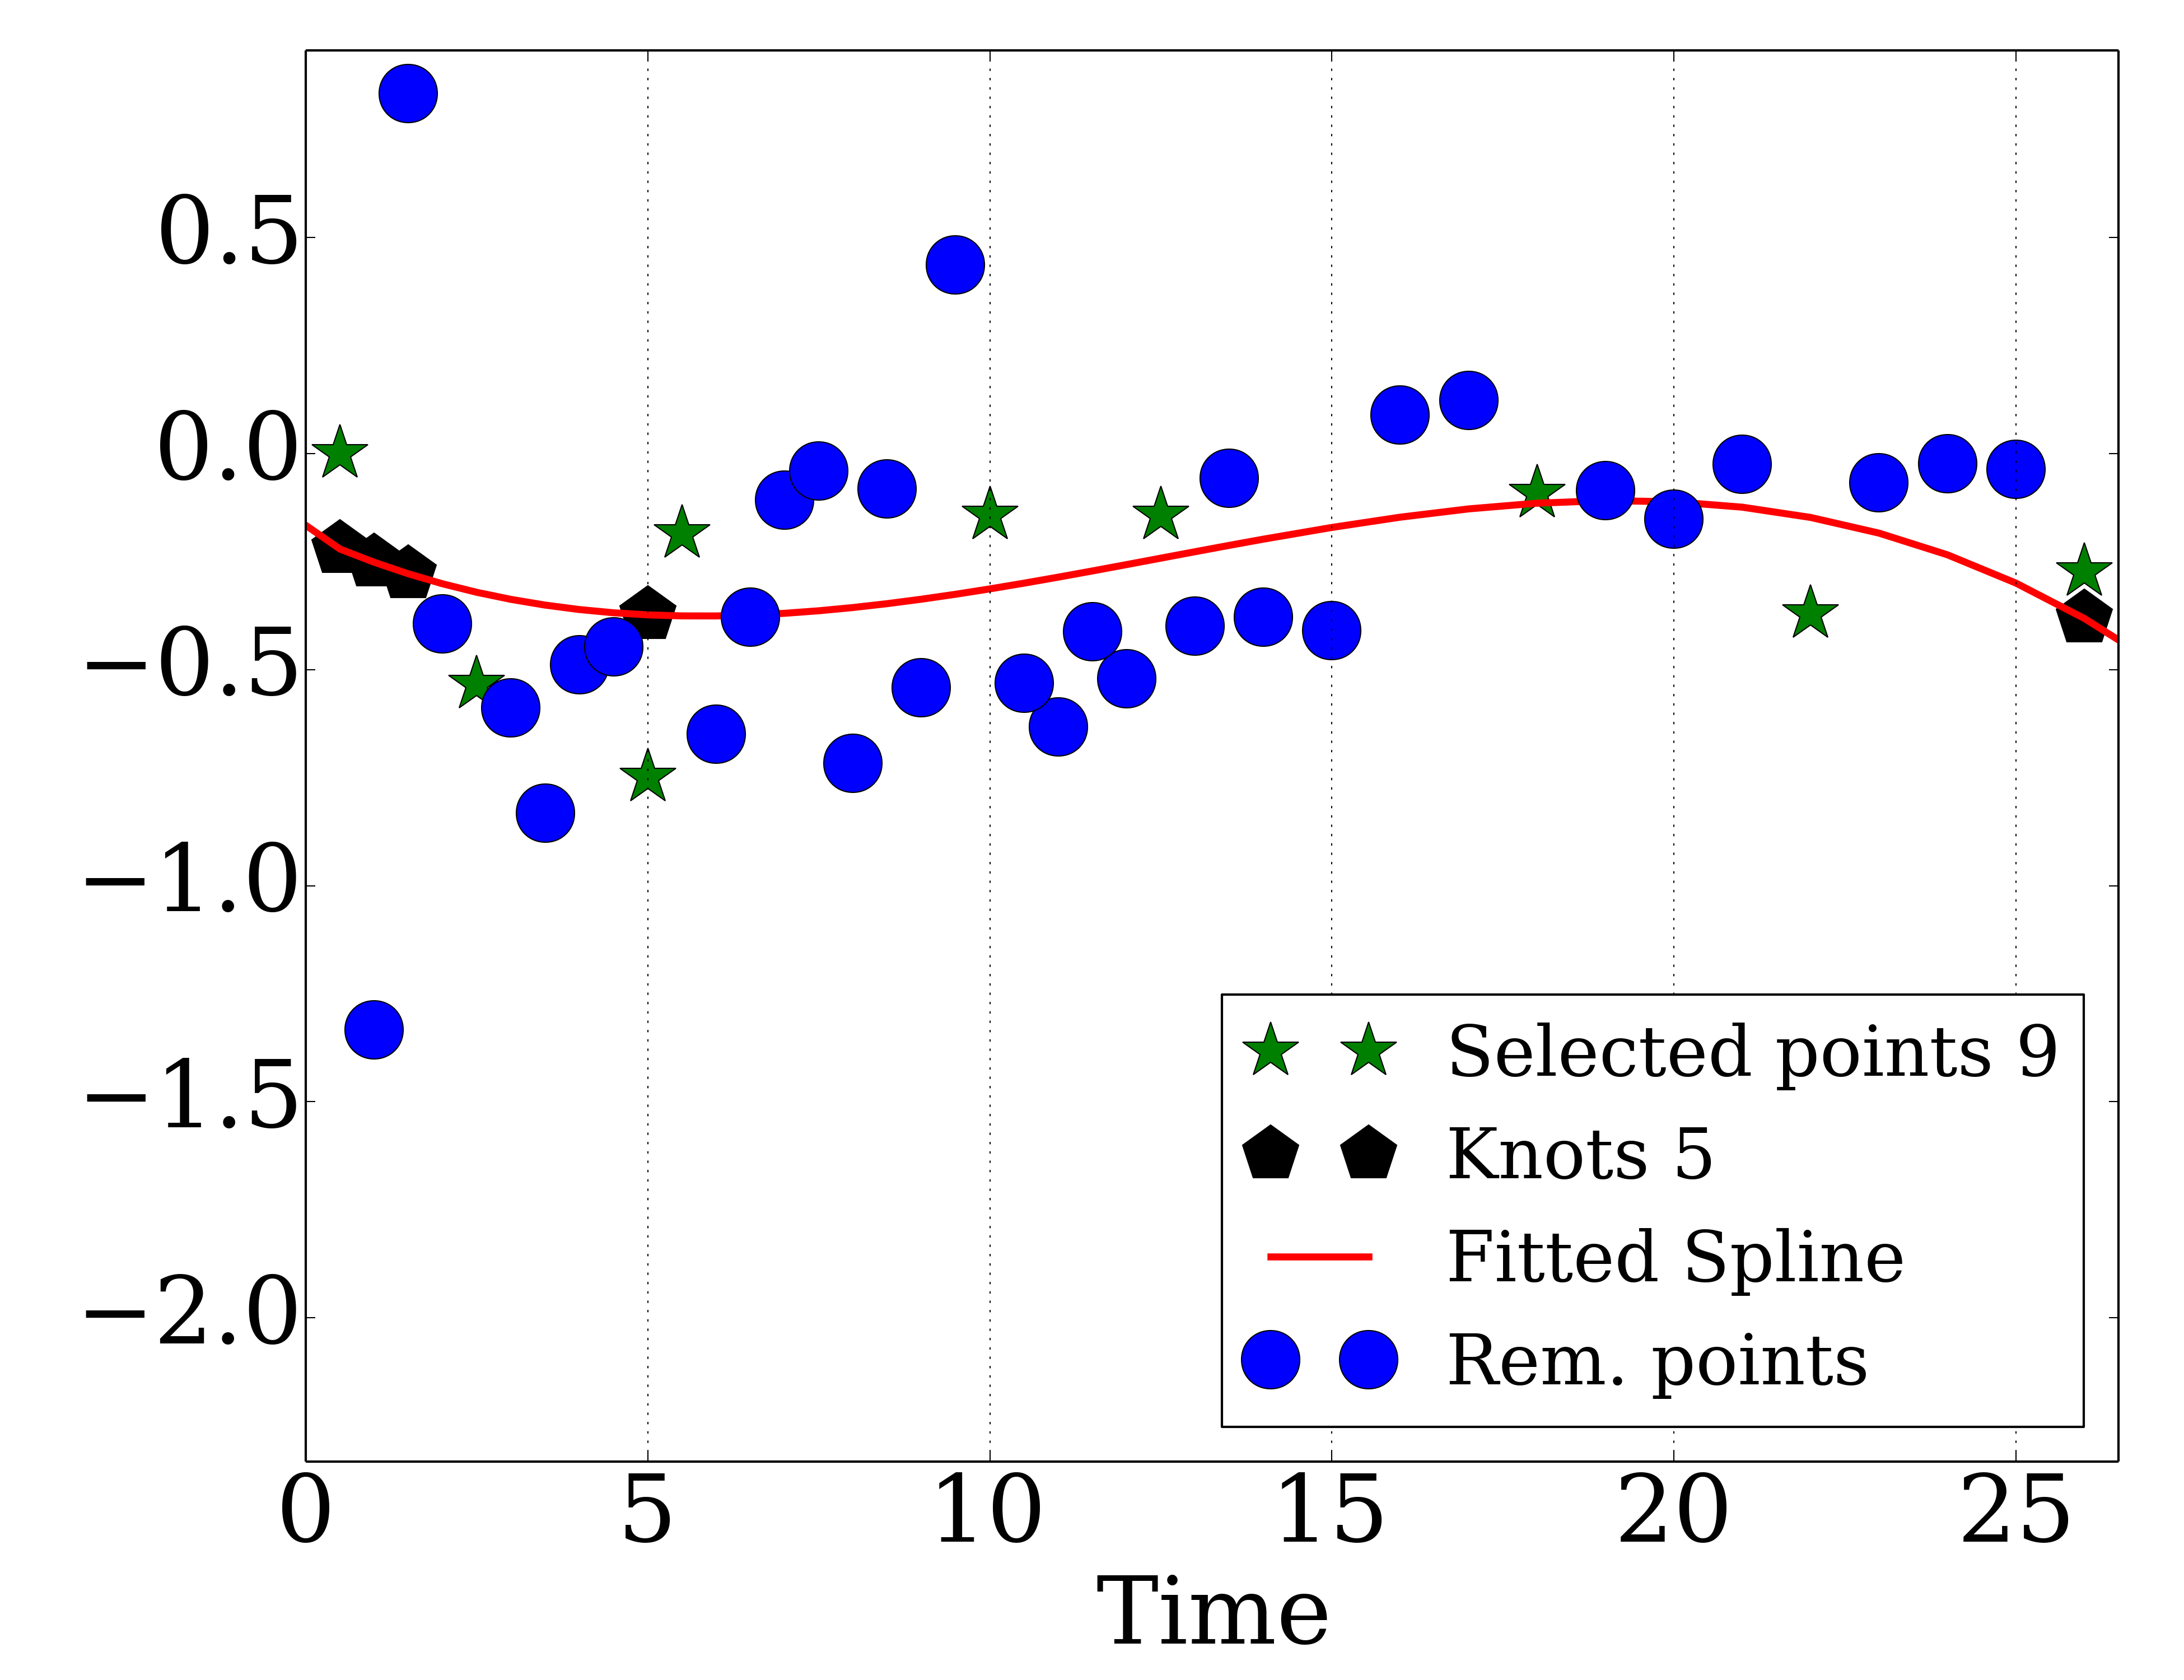 0.5
0.0
−0.5
−1.0
−1.5
−2.0
Selected points 9
Knots 5
Fitted Spline
Rem. points
0 5 10 15 20 25
Time